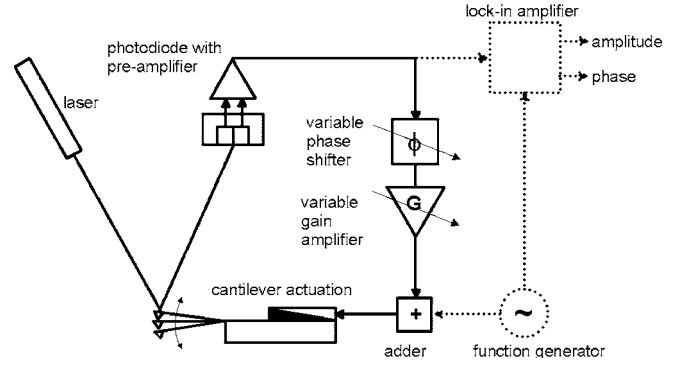 lock-in amplifier
photodiode with
pre-amplifier
amplitude
phase
laser
variable
phase
shifter
ϕ
variable
gain
amplifier
G
cantilever actuation
+
~
adder
function generator